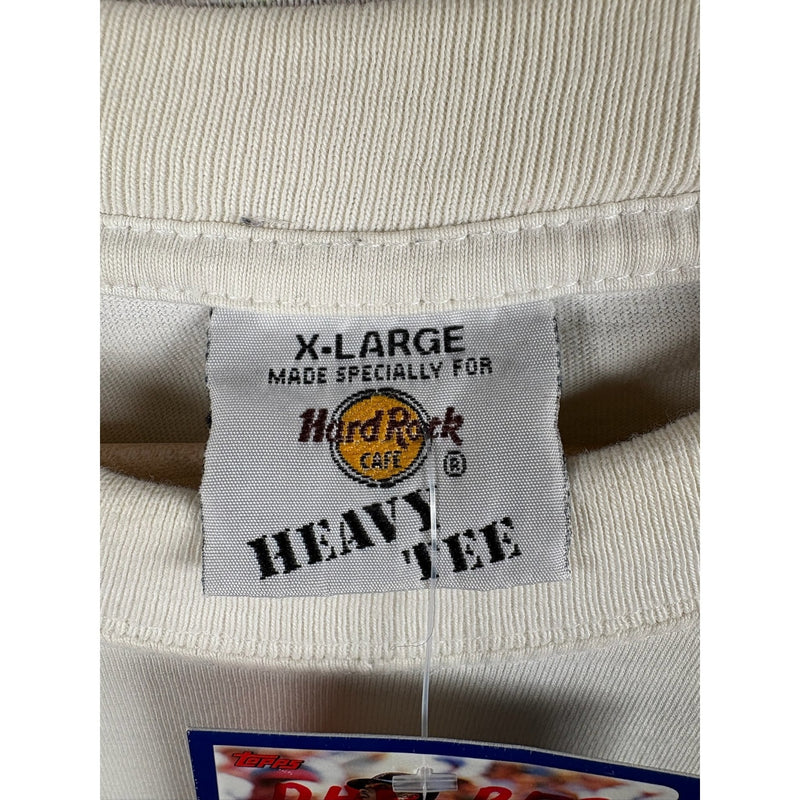 X-LARGE
MADE SPECIALLY FOR
Hard Rock
CAFE ®
HEAVY
TEE
Topps